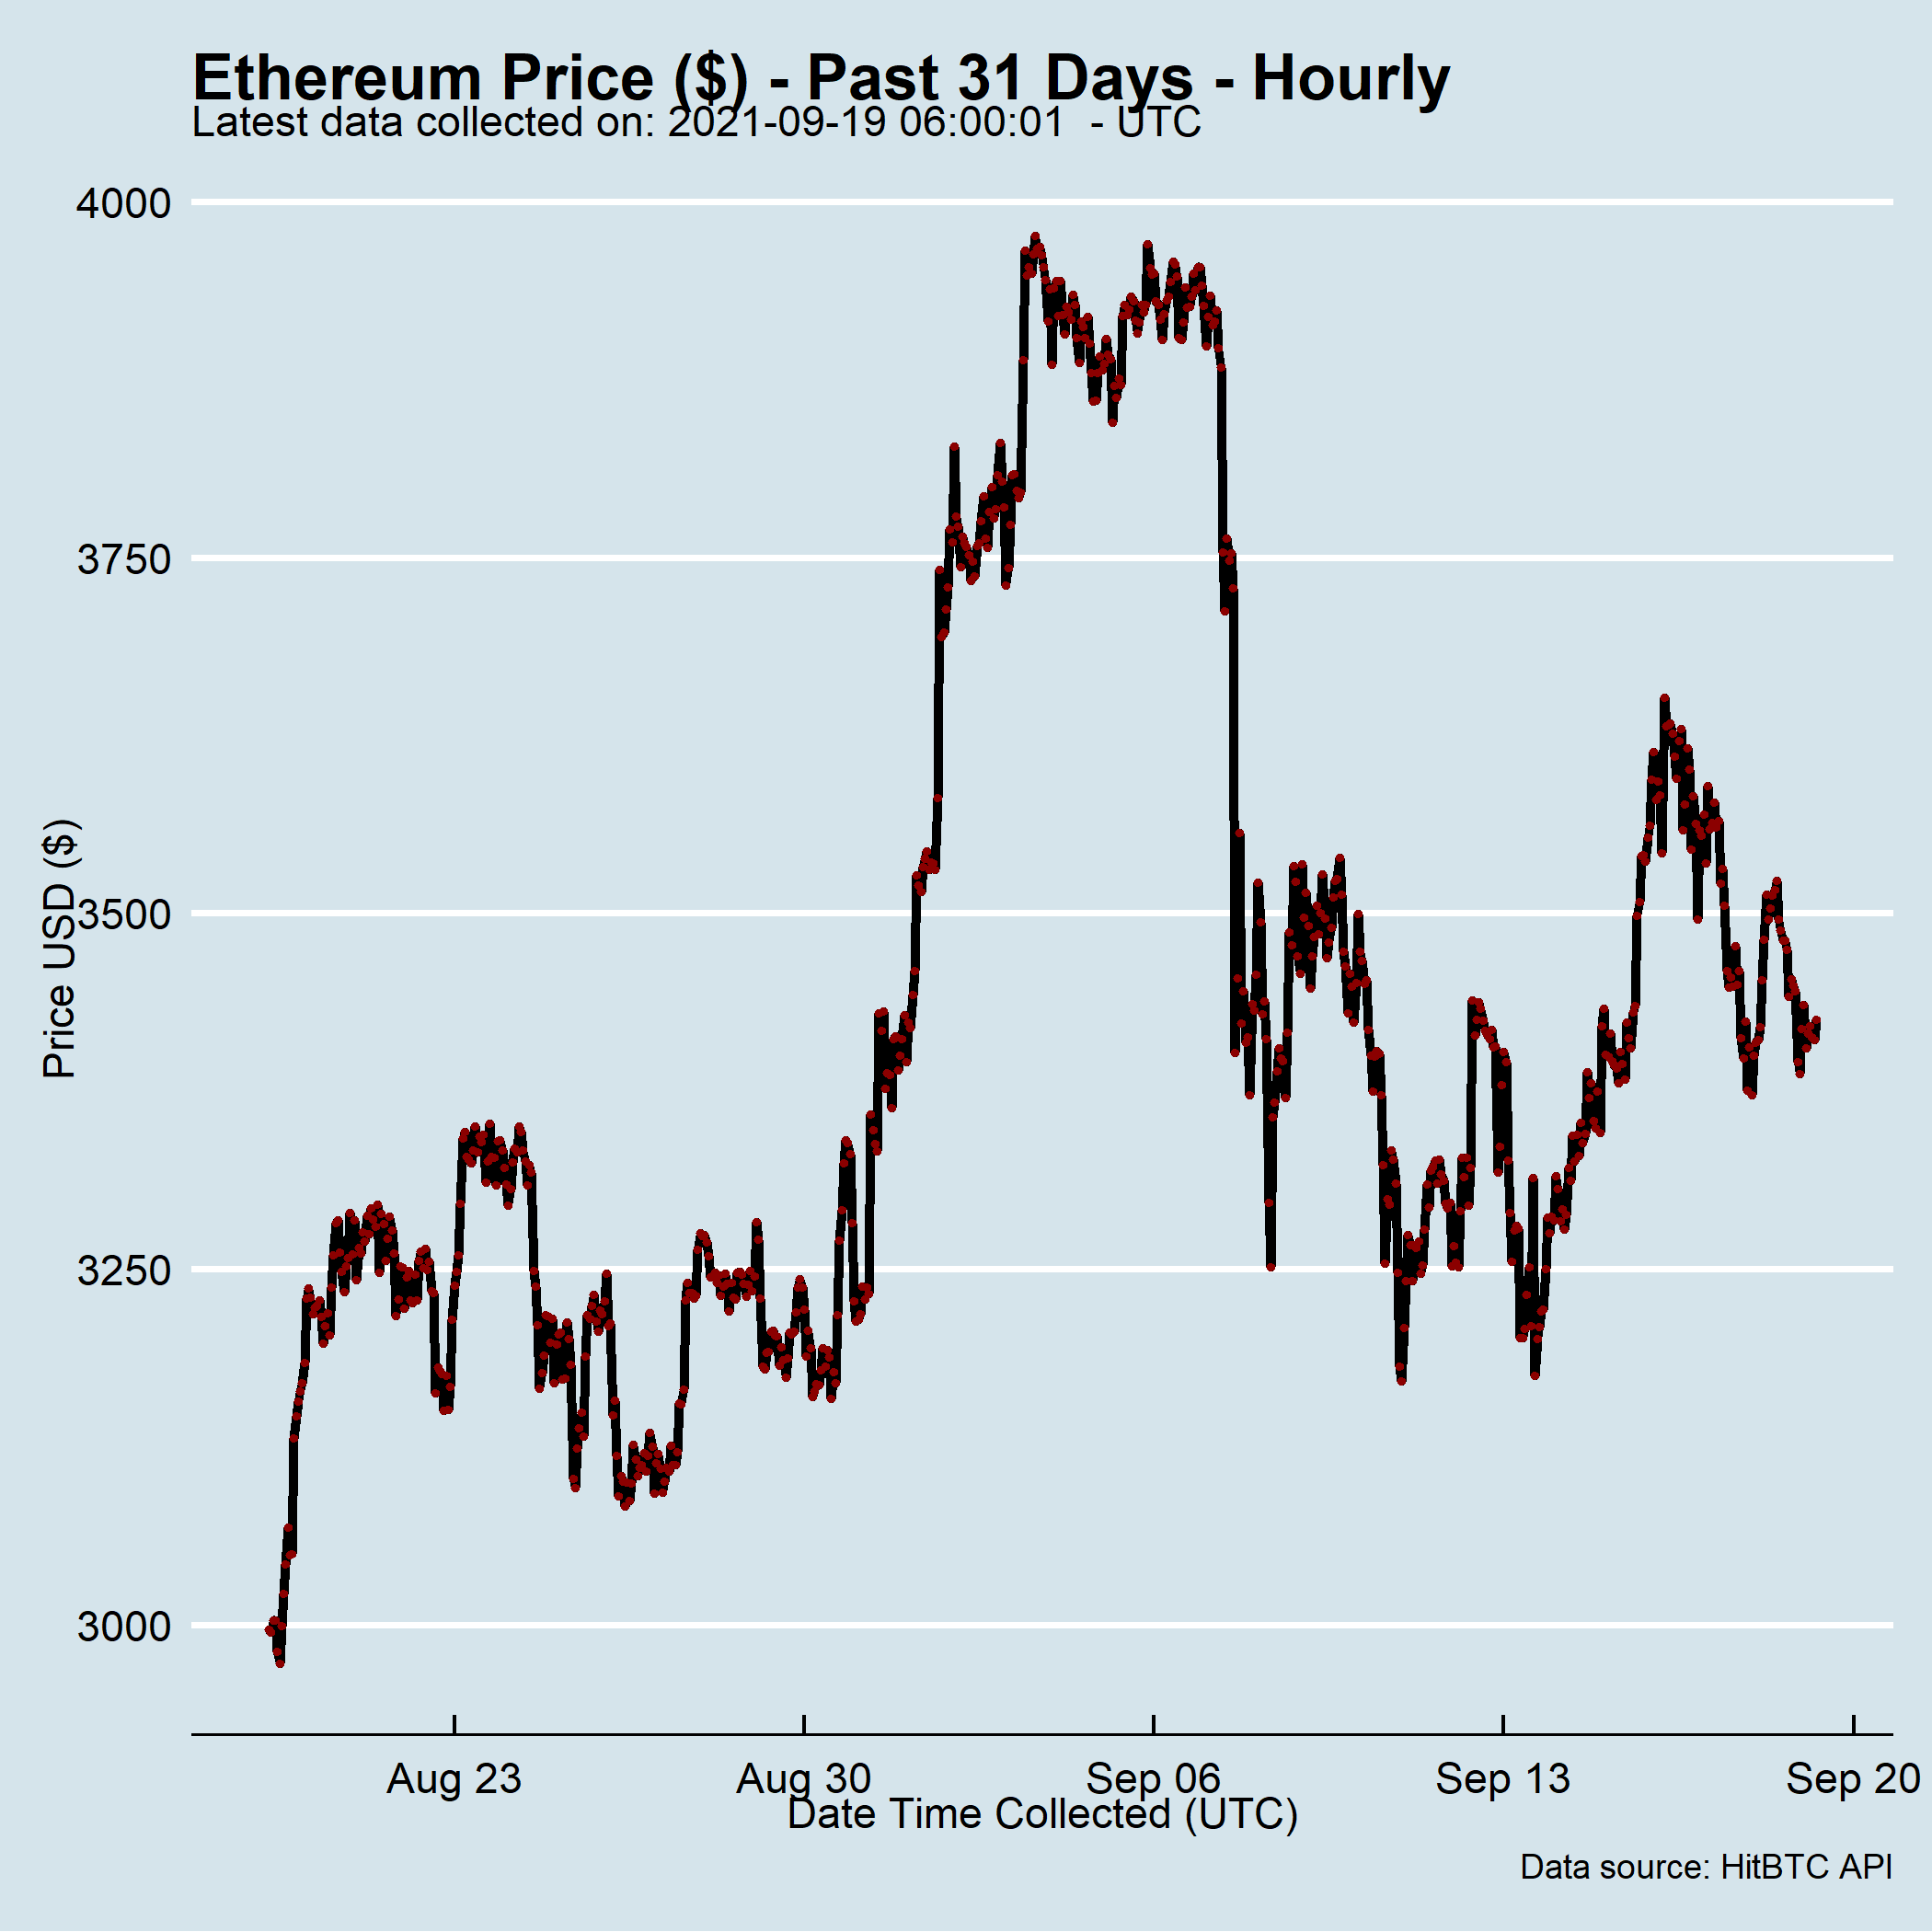 Ethereum Price ($) - Past 31 Days - Hourly
Latest data collected on: 2021-09-19 06:00:01  - UTC
4000
3750
3500
3250
3000
Price USD ($)
Aug 23 Aug 30 Sep 06 Sep 13 Sep 20
Date Time Collected (UTC)
Data source: HitBTC API